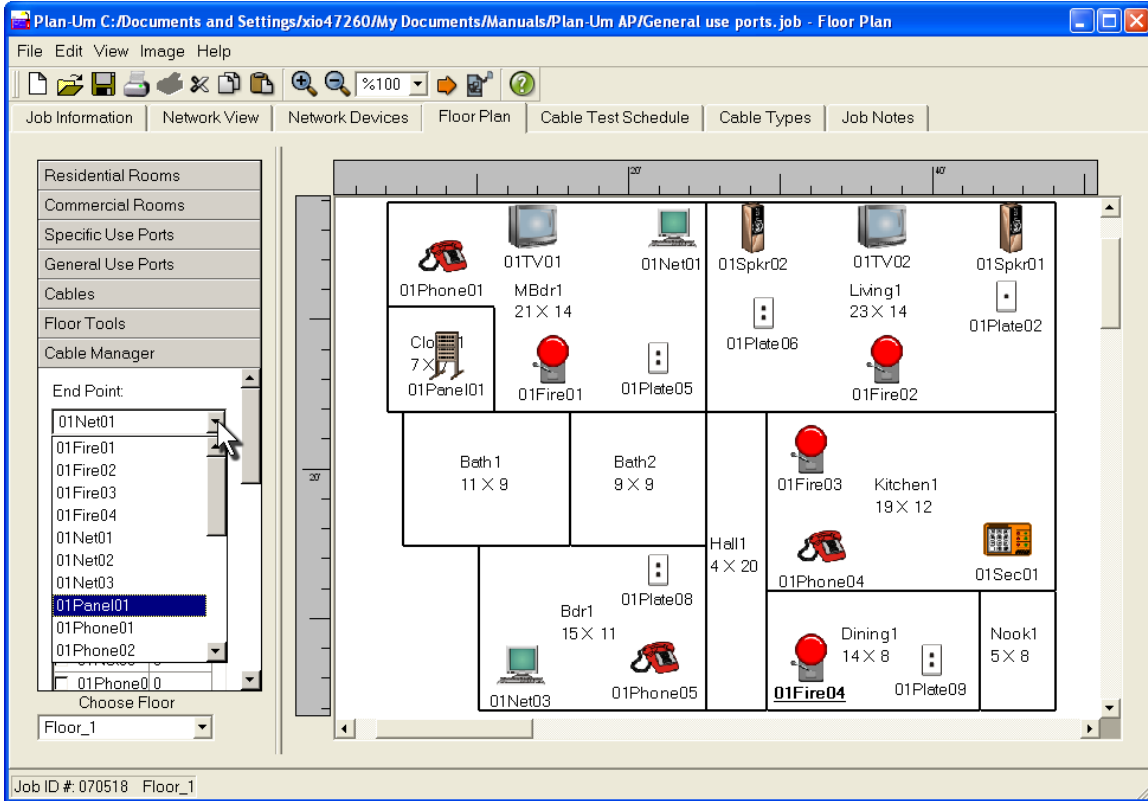 Plan-Um C:/Documents and Settings/xio47260/My Documents/Manuals/Plan-Um AP/General use ports.job - Floor Plan
File Edit View Image Help
%100
Job Information Network View Network Devices Floor Plan Cable Test Schedule Cable Types Job Notes
Residential Rooms
Commercial Rooms
Specific Use Ports
General Use Ports
Cables
Floor Tools
Cable Manager
End Point:
01Net01
01Fire01
01Fire02
01Fire03
01Fire04
01Net01
01Net02
01Net03
01Panel01
01Phone01
01Phone02
01Phone0 0
Choose Floor
Floor_1
20' 40'
20'
01Phone01
01TV01
01Net01
MBdr1
21 X 14
01Panel01
01Fire01
01Plate05
01Spkr02
01TV02
01Spkr01
Living1
23 X 14
01Plate06
01Plate02
01Fire02
Bath1
11 X 9
Bath2
9 X 9
Hall1
4 X 20
01Fire03
Kitchen1
19 X 12
01Phone04
01Sec01
01Plate08
Bdr1
15 X 11
01Net03
01Phone05
Dining1
14 X 8
01Fire04
01Plate09
Nook1
5 X 8
Job ID #: 070518 Floor_1